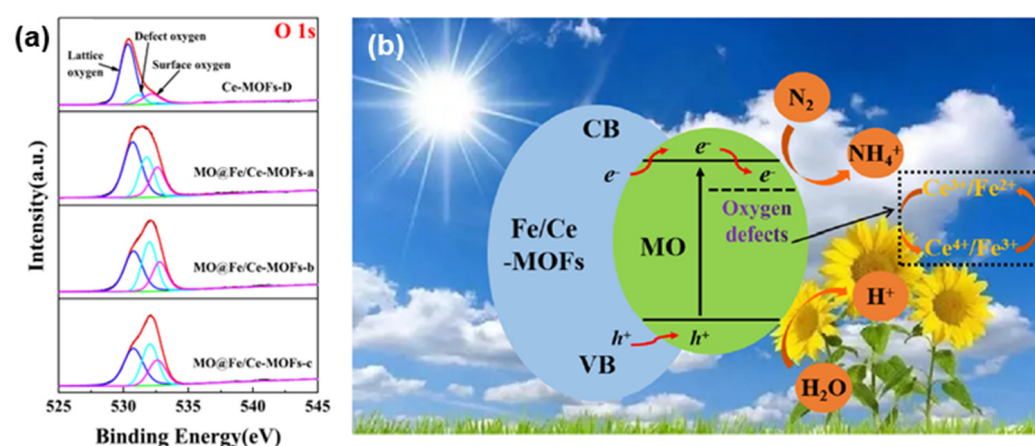 (a)
O 1s
Lattice
oxygen
Defect oxygen
Surface oxygen
Ce-MOFs-D
MO@Fe/Ce-MOFs-a
MO@Fe/Ce-MOFs-b
MO@Fe/Ce-MOFs-c
Intensity(a.u.)
525 530 535 540 545
Binding Energy(eV)
(b)
CB
e⁻
e⁻
e⁻
Fe/Ce
-MOFs
MO
Oxygen
defects
h⁺
h⁺
VB
N₂
NH₄⁺
Ce³⁺/Fe²⁺
Ce⁴⁺/Fe³⁺
H⁺
H₂O